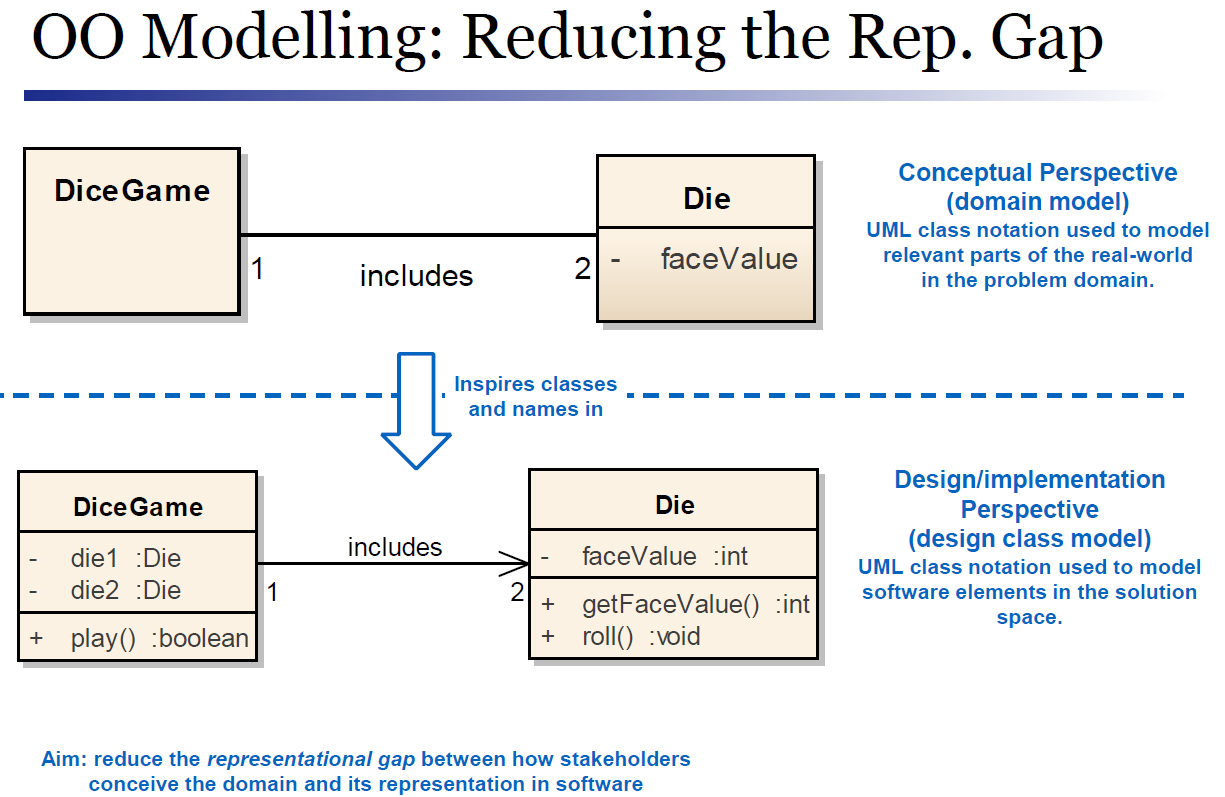 OO Modelling: Reducing the Rep. Gap
DiceGame
1
includes
2
Die
- faceValue
Conceptual Perspective
(domain model)
UML class notation used to model
relevant parts of the real-world
in the problem domain.
Inspires classes
and names in
DiceGame
- die1 :Die
- die2 :Die
+ play() :boolean
includes
1
2
Die
- faceValue :int
+ getFaceValue() :int
+ roll() :void
Design/implementation
Perspective
(design class model)
UML class notation used to model
software elements in the solution
space.
Aim: reduce the representational gap between how stakeholders
conceive the domain and its representation in software